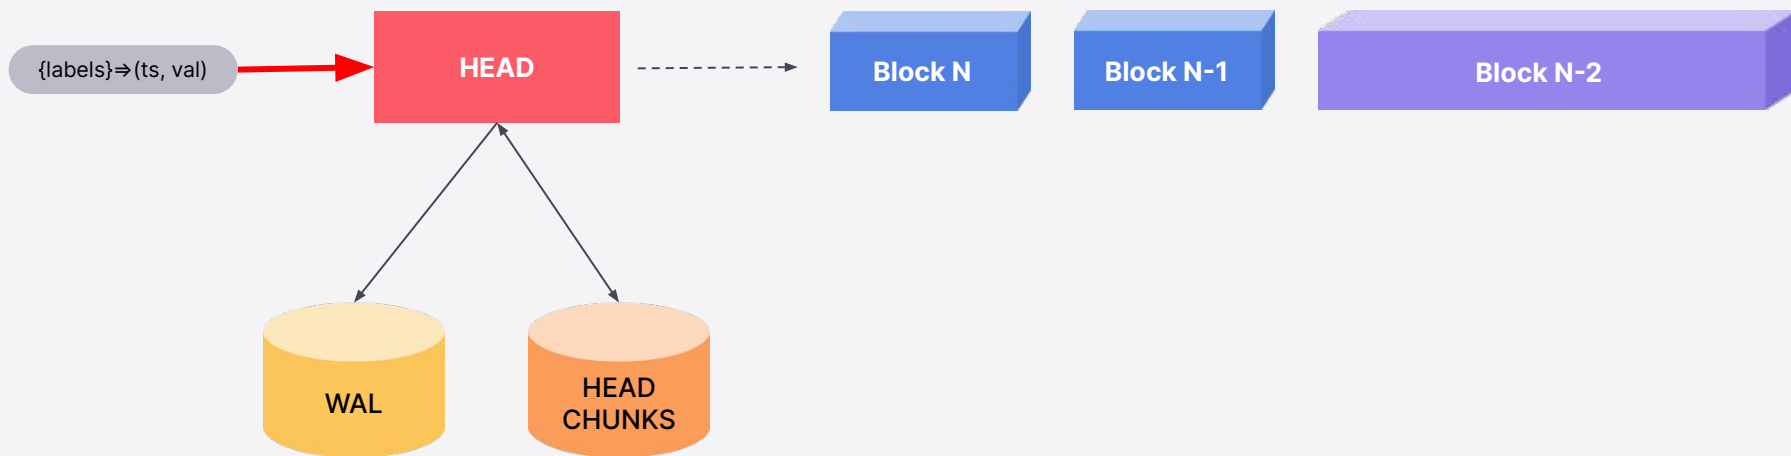 {labels}⇒(ts, val)
HEAD
Block N
Block N-1
Block N-2
WAL
HEAD
CHUNKS